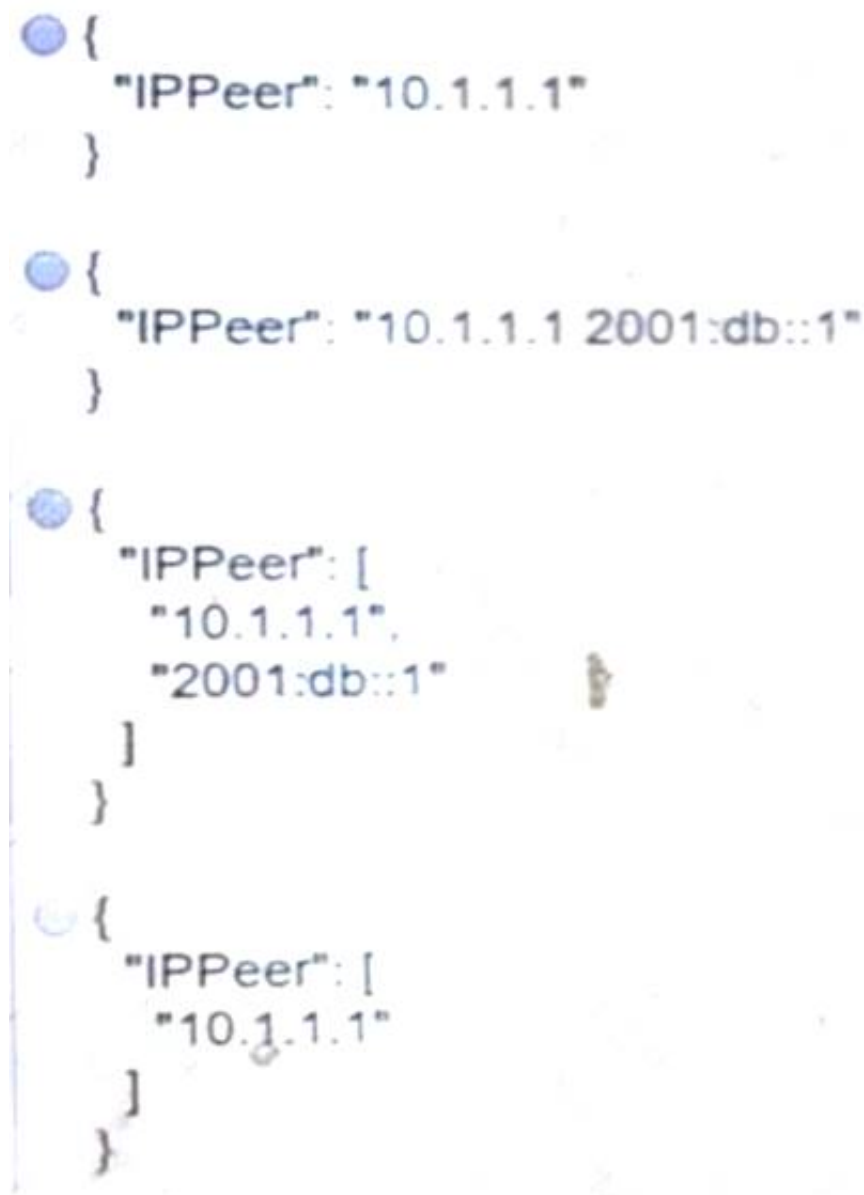 {
"IPPeer": "10.1.1.1"
}
{
"IPPeer": "10.1.1.1 2001:db::1"
}
{
"IPPeer": [
"10.1.1.1",
"2001:db::1"
]
}
{
"IPPeer": [
"10.1.1.1"
]
}